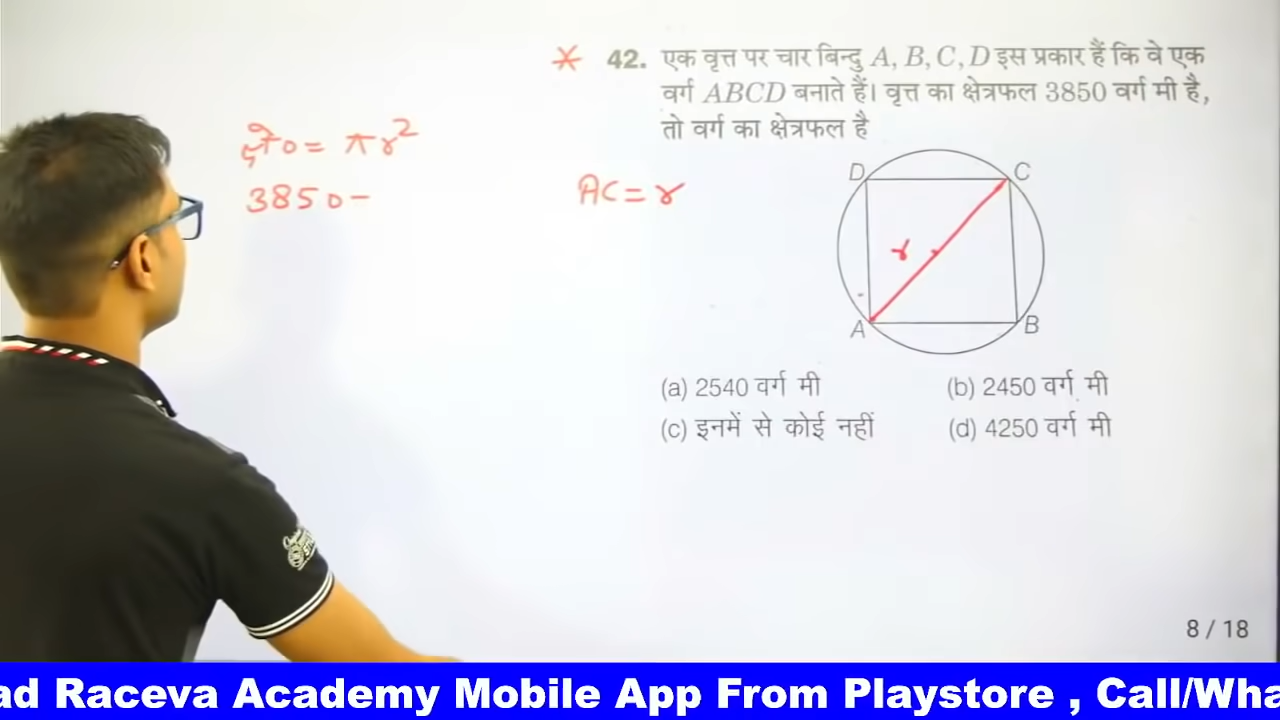 * 42. एक वृत्त पर चार बिन्दु A, B, C, D इस प्रकार हैं कि वे एक
वर्ग ABCD बनाते हैं। वृत्त का क्षेत्रफल 3850 वर्ग मी है,
तो वर्ग का क्षेत्रफल है
क्षे० = πr²
3850 -
AC = r
D
C
r
A
B
(a) 2540 वर्ग मी
(b) 2450 वर्ग मी
(c) इनमें से कोई नहीं
(d) 4250 वर्ग मी
8 / 18
ad Raceva Academy Mobile App From Playstore , Call/Wha